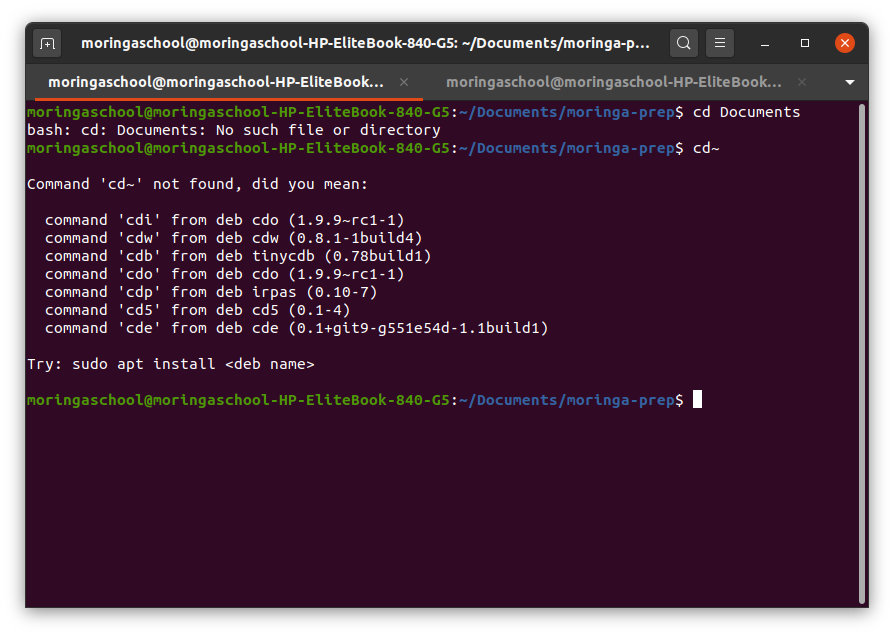 moringaschool@moringaschool-HP-EliteBook-840-G5: ~/Documents/moringa-p...
moringaschool@moringaschool-HP-EliteBook...
moringaschool@moringaschool-HP-EliteBook...
moringaschool@moringaschool-HP-EliteBook-840-G5:~/Documents/moringa-prep$ cd Documents
bash: cd: Documents: No such file or directory
moringaschool@moringaschool-HP-EliteBook-840-G5:~/Documents/moringa-prep$ cd~
Command 'cd~' not found, did you mean:
command 'cdi' from deb cdo (1.9.9~rc1-1)
command 'cdw' from deb cdw (0.8.1-1build4)
command 'cdb' from deb tinycdb (0.78build1)
command 'cdo' from deb cdo (1.9.9~rc1-1)
command 'cdp' from deb irpas (0.10-7)
command 'cd5' from deb cd5 (0.1-4)
command 'cde' from deb cde (0.1+git9-g551e54d-1.1build1)
Try: sudo apt install <deb name>
moringaschool@moringaschool-HP-EliteBook-840-G5:~/Documents/moringa-prep$